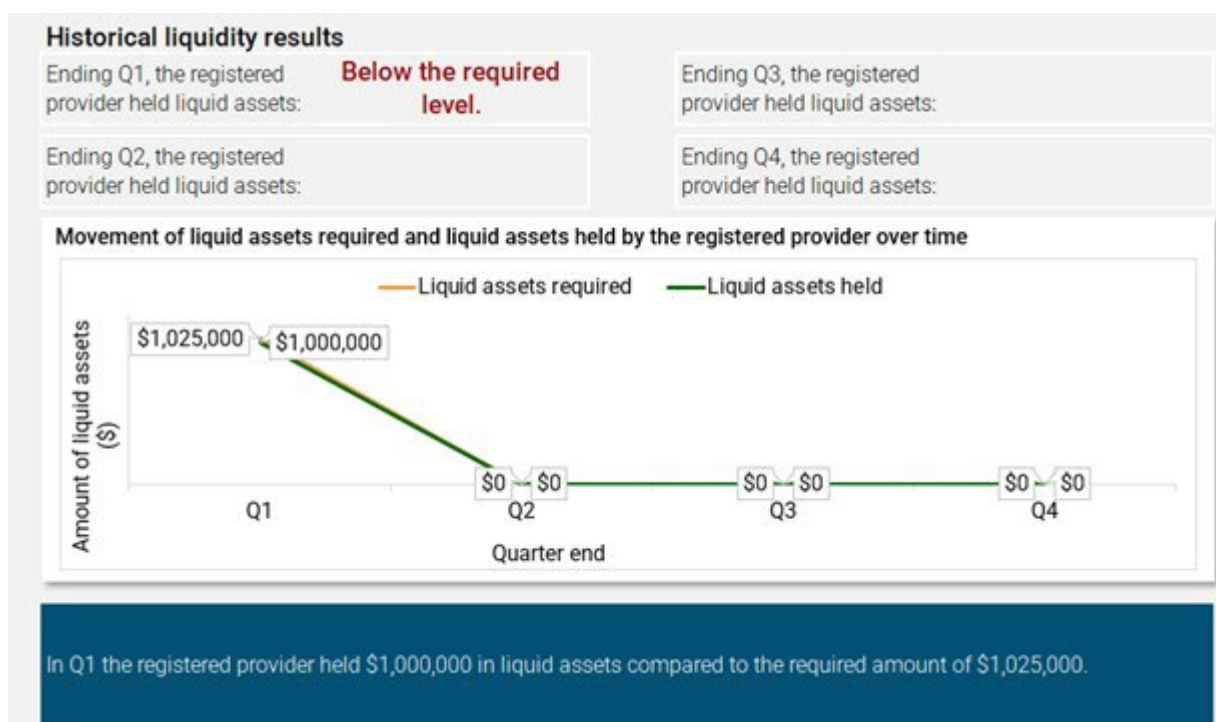 Historical liquidity results
Ending Q1, the registered
provider held liquid assets:
Below the required
level.
Ending Q3, the registered
provider held liquid assets:
Ending Q2, the registered
provider held liquid assets:
Ending Q4, the registered
provider held liquid assets:
Movement of liquid assets required and liquid assets held by the registered provider over time
Liquid assets required
Liquid assets held
Amount of liquid assets
($)
$1,025,000
$1,000,000
$0
$0
$0
$0
$0
$0
Q1
Q2
Q3
Q4
Quarter end
In Q1 the registered provider held $1,000,000 in liquid assets compared to the required amount of $1,025,000.